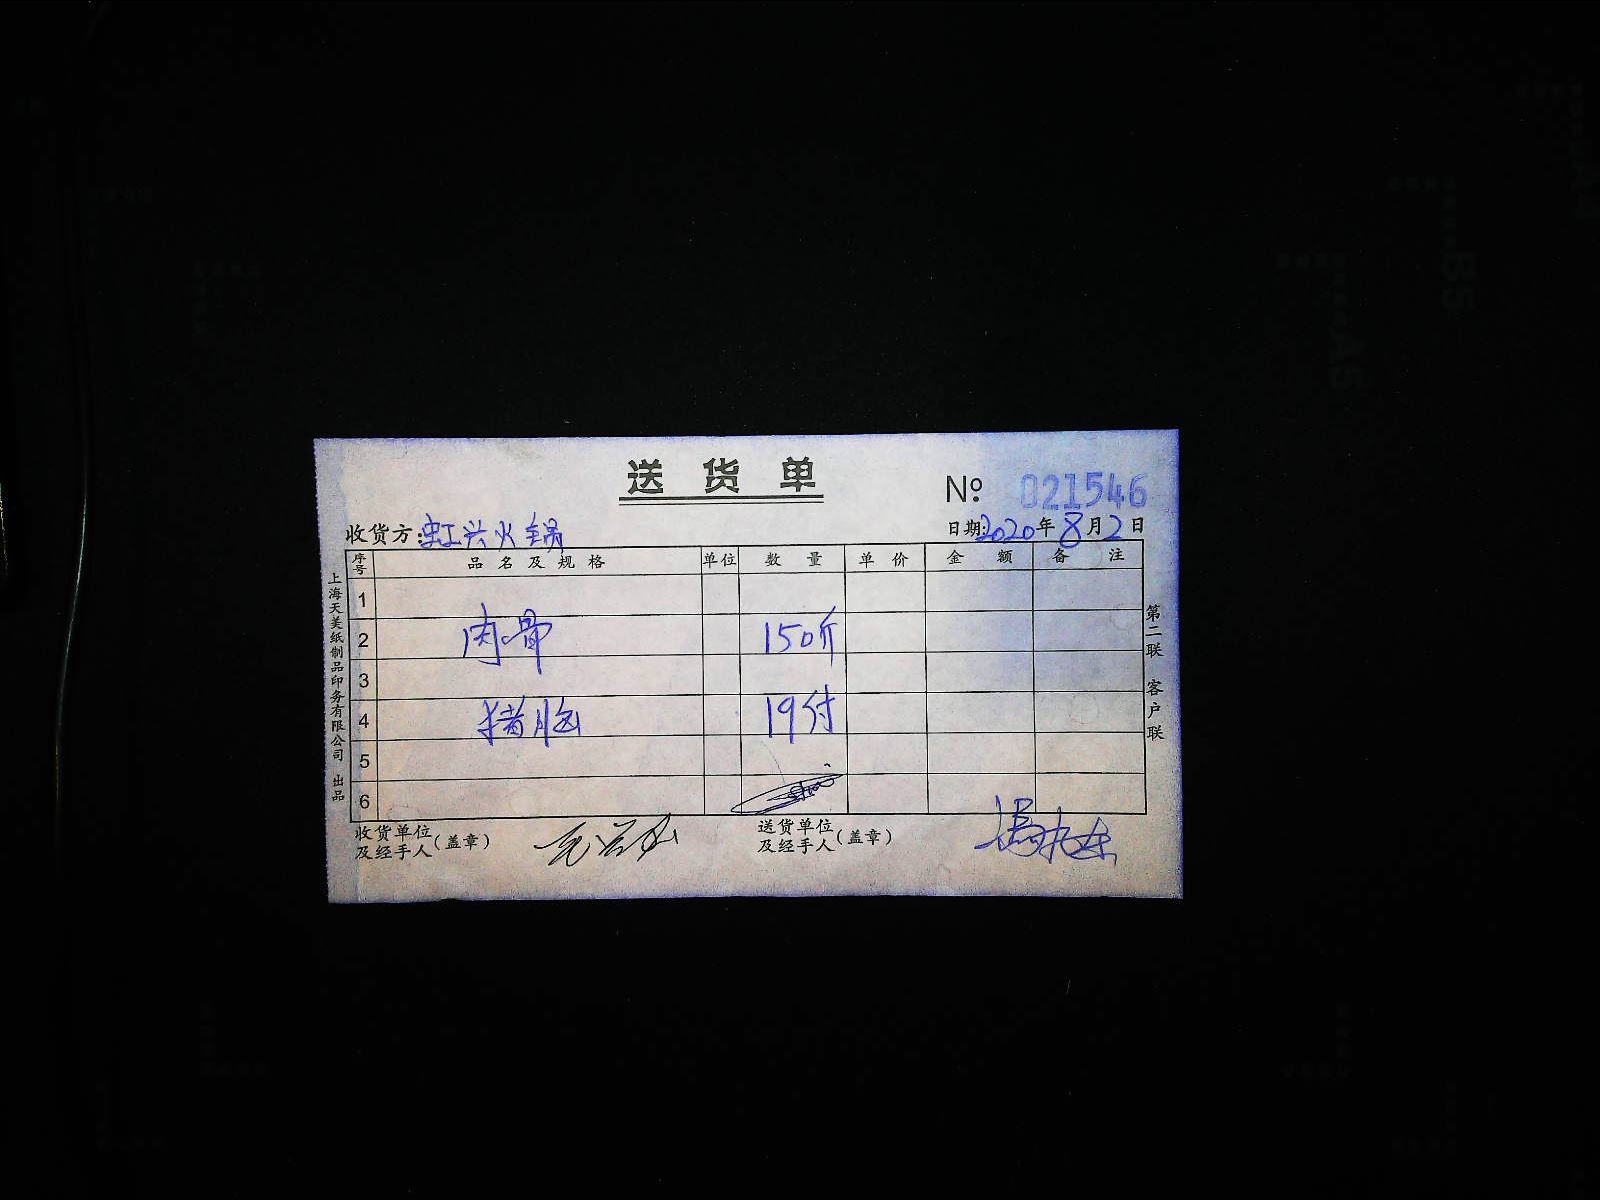 送货单
№ 021546
收货方:虹兴火锅 日期:2020年8月2日
序号 品名及规格 单位 数量 单价 金额 备注
1
2 肉骨 150斤
3
4 猪脑 19付
5
6
收货单位及经手人(盖章) 送货单位及经手人(盖章)
上海天美纸制品印务有限公司 出品
第二联 客户联